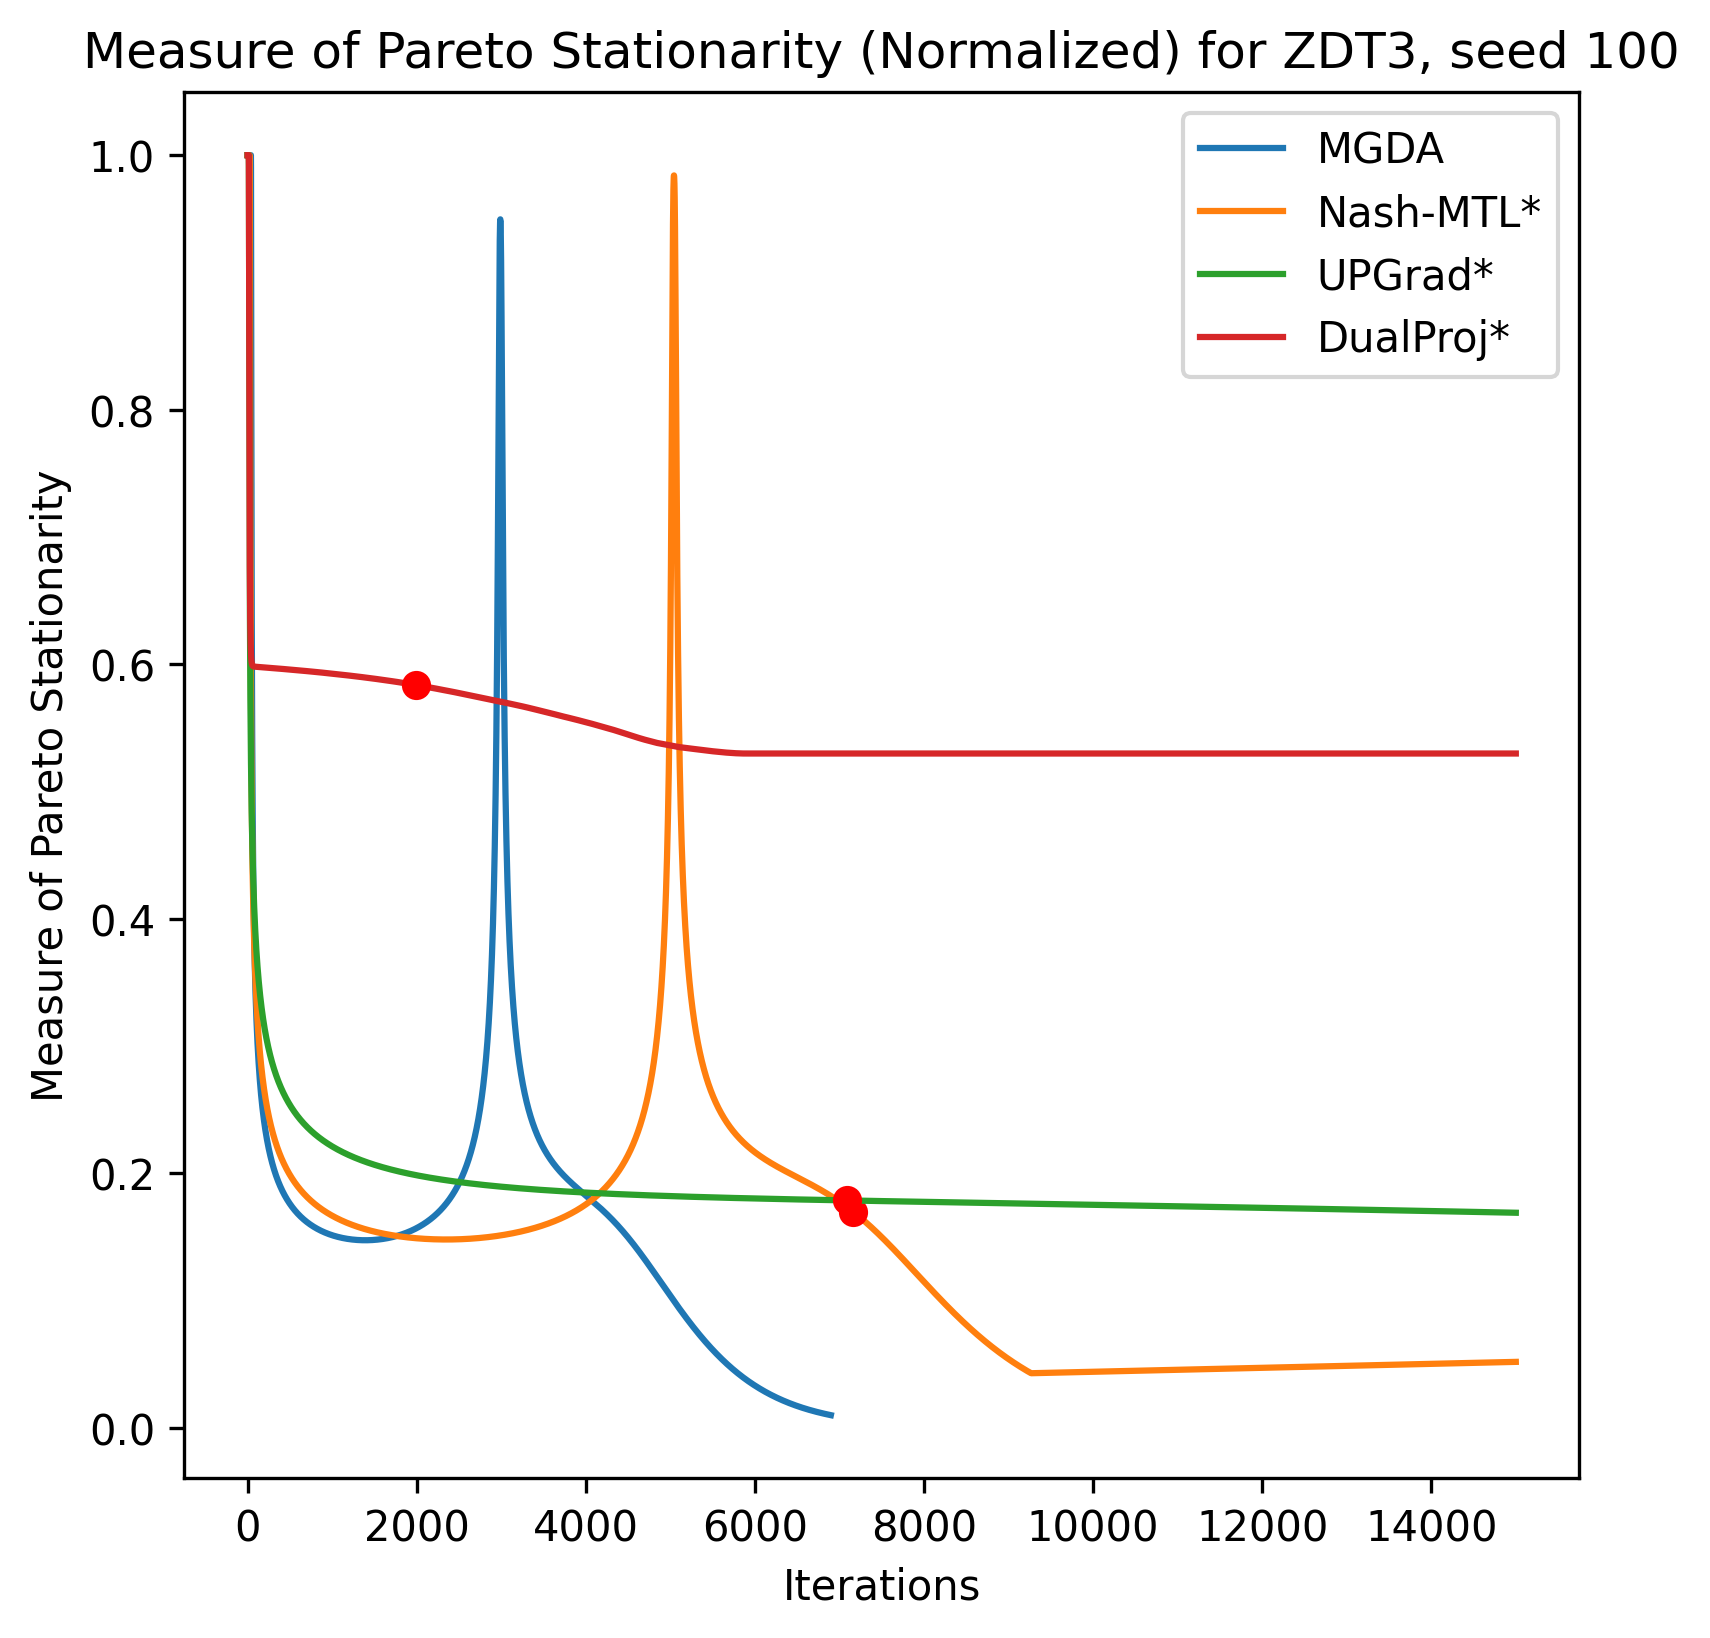 Measure of Pareto Stationarity (Normalized) for ZDT3, seed 100
MGDA
Nash-MTL*
UPGrad*
DualProj*
Measure of Pareto Stationarity
1.0
0.8
0.6
0.4
0.2
0.0
0 2000 4000 6000 8000 10000 12000 14000
Iterations